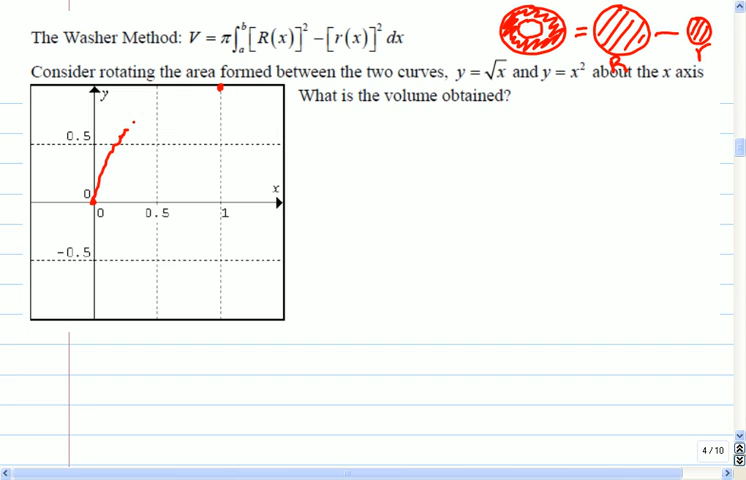 The Washer Method: V = π∫ₐᵇ[R(x)]² − [r(x)]² dx
= −
R r
Consider rotating the area formed between the two curves, y = √x and y = x² about the x axis
What is the volume obtained?
y
0.5
x
0
0 0.5 1
-0.5
4 / 10